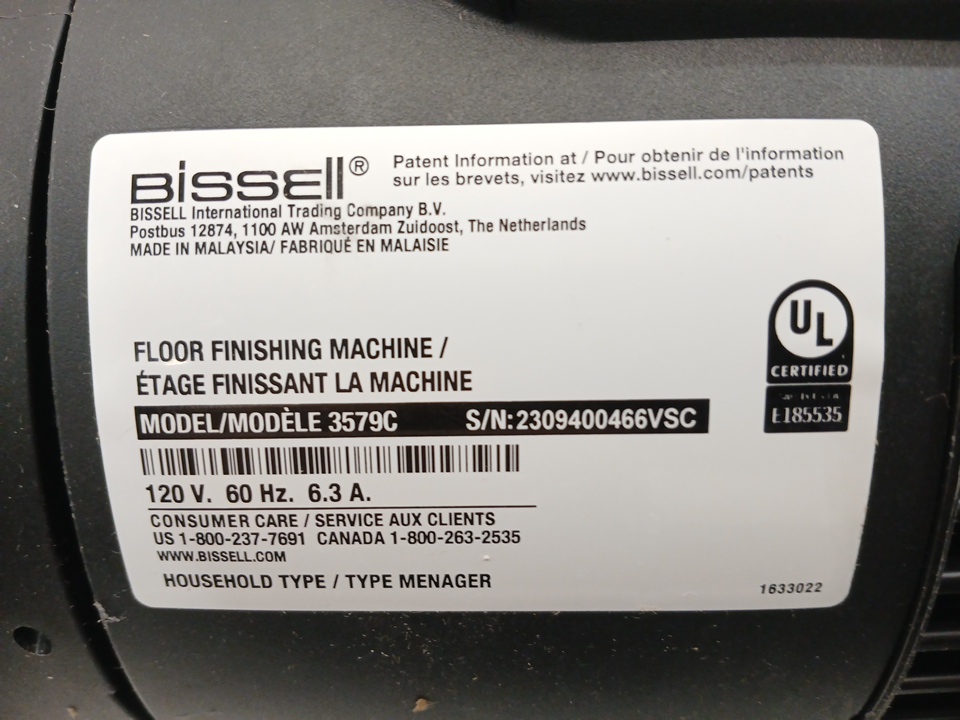 BISSELL®
Patent Information at / Pour obtenir de l'information
sur les brevets, visitez www.bissell.com/patents
BISSELL International Trading Company B.V.
Postbus 12874, 1100 AW Amsterdam Zuidoost, The Netherlands
MADE IN MALAYSIA/ FABRIQUÉ EN MALAISIE
UL
CERTIFIED
E185535
FLOOR FINISHING MACHINE /
ÉTAGE FINISSANT LA MACHINE
MODEL/MODÈLE 3579C S/N:2309400466VSC
120 V. 60 Hz. 6.3 A.
CONSUMER CARE / SERVICE AUX CLIENTS
US 1-800-237-7691 CANADA 1-800-263-2535
WWW.BISSELL.COM
HOUSEHOLD TYPE / TYPE MENAGER
1633022